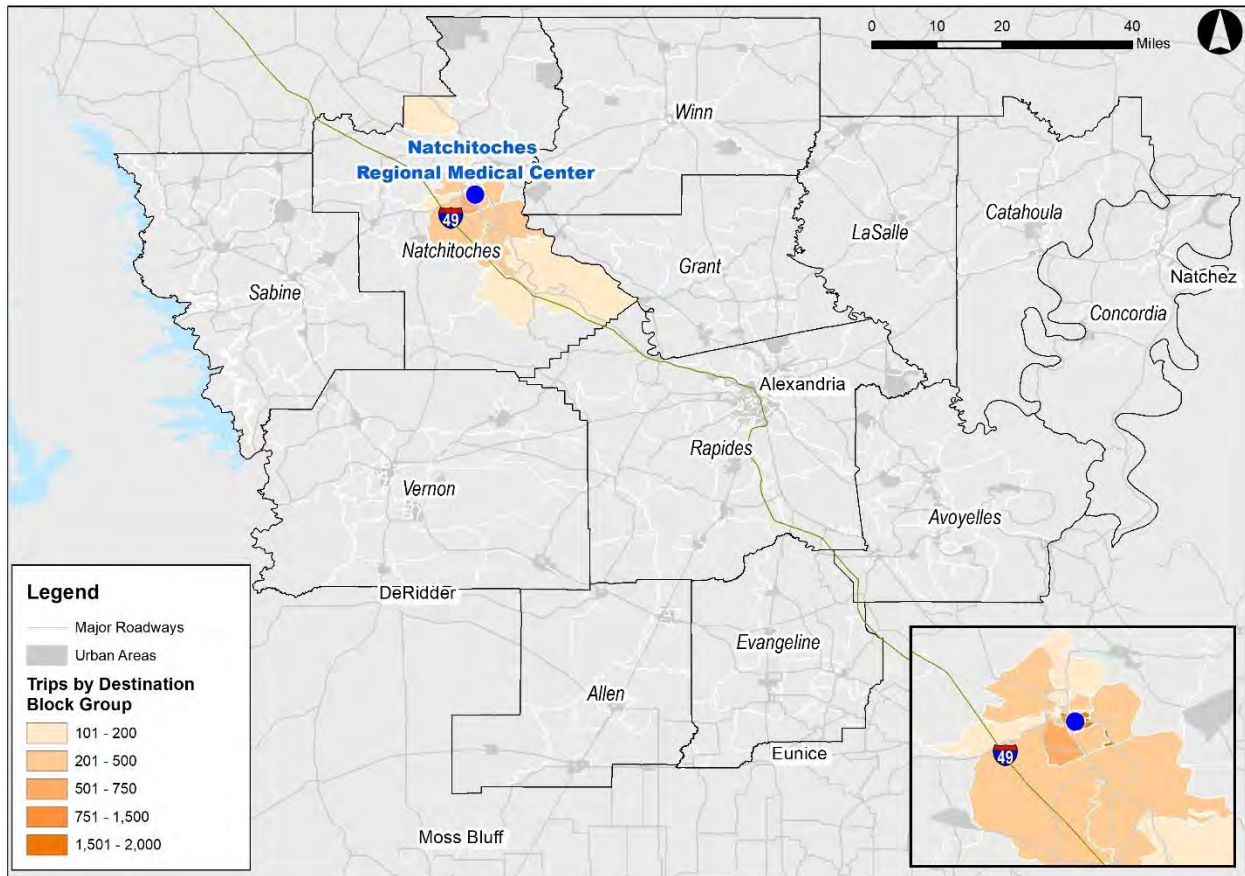 0 10 20 40
Miles
Winn
Natchitoches
Regional Medical Center
49
Natchitoches
Sabine
Grant
LaSalle
Catahoula
Natchez
Concordia
Alexandria
Rapides
Vernon
Avoyelles
DeRidder
Evangeline
Allen
Eunice
Moss Bluff
Legend
Major Roadways
Urban Areas
Trips by Destination
Block Group
101 - 200
201 - 500
501 - 750
751 - 1,500
1,501 - 2,000
49